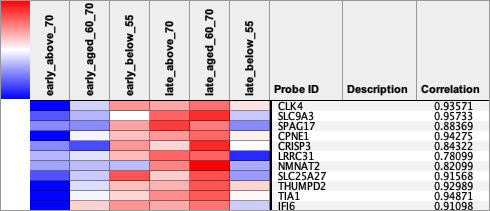 early_above_70
early_aged_60_70
early_below_55
late_above_70
late_aged_60_70
late_below_55
Probe ID Description Correlation
CLK4 0.93571
SLC9A3 0.95733
SPAG17 0.88369
CPNE1 0.94275
CRISP3 0.84322
LRRC31 0.78099
NMNAT2 0.82099
SLC25A27 0.91568
THUMPD2 0.92989
TIA1 0.94871
IFI6 0.91098